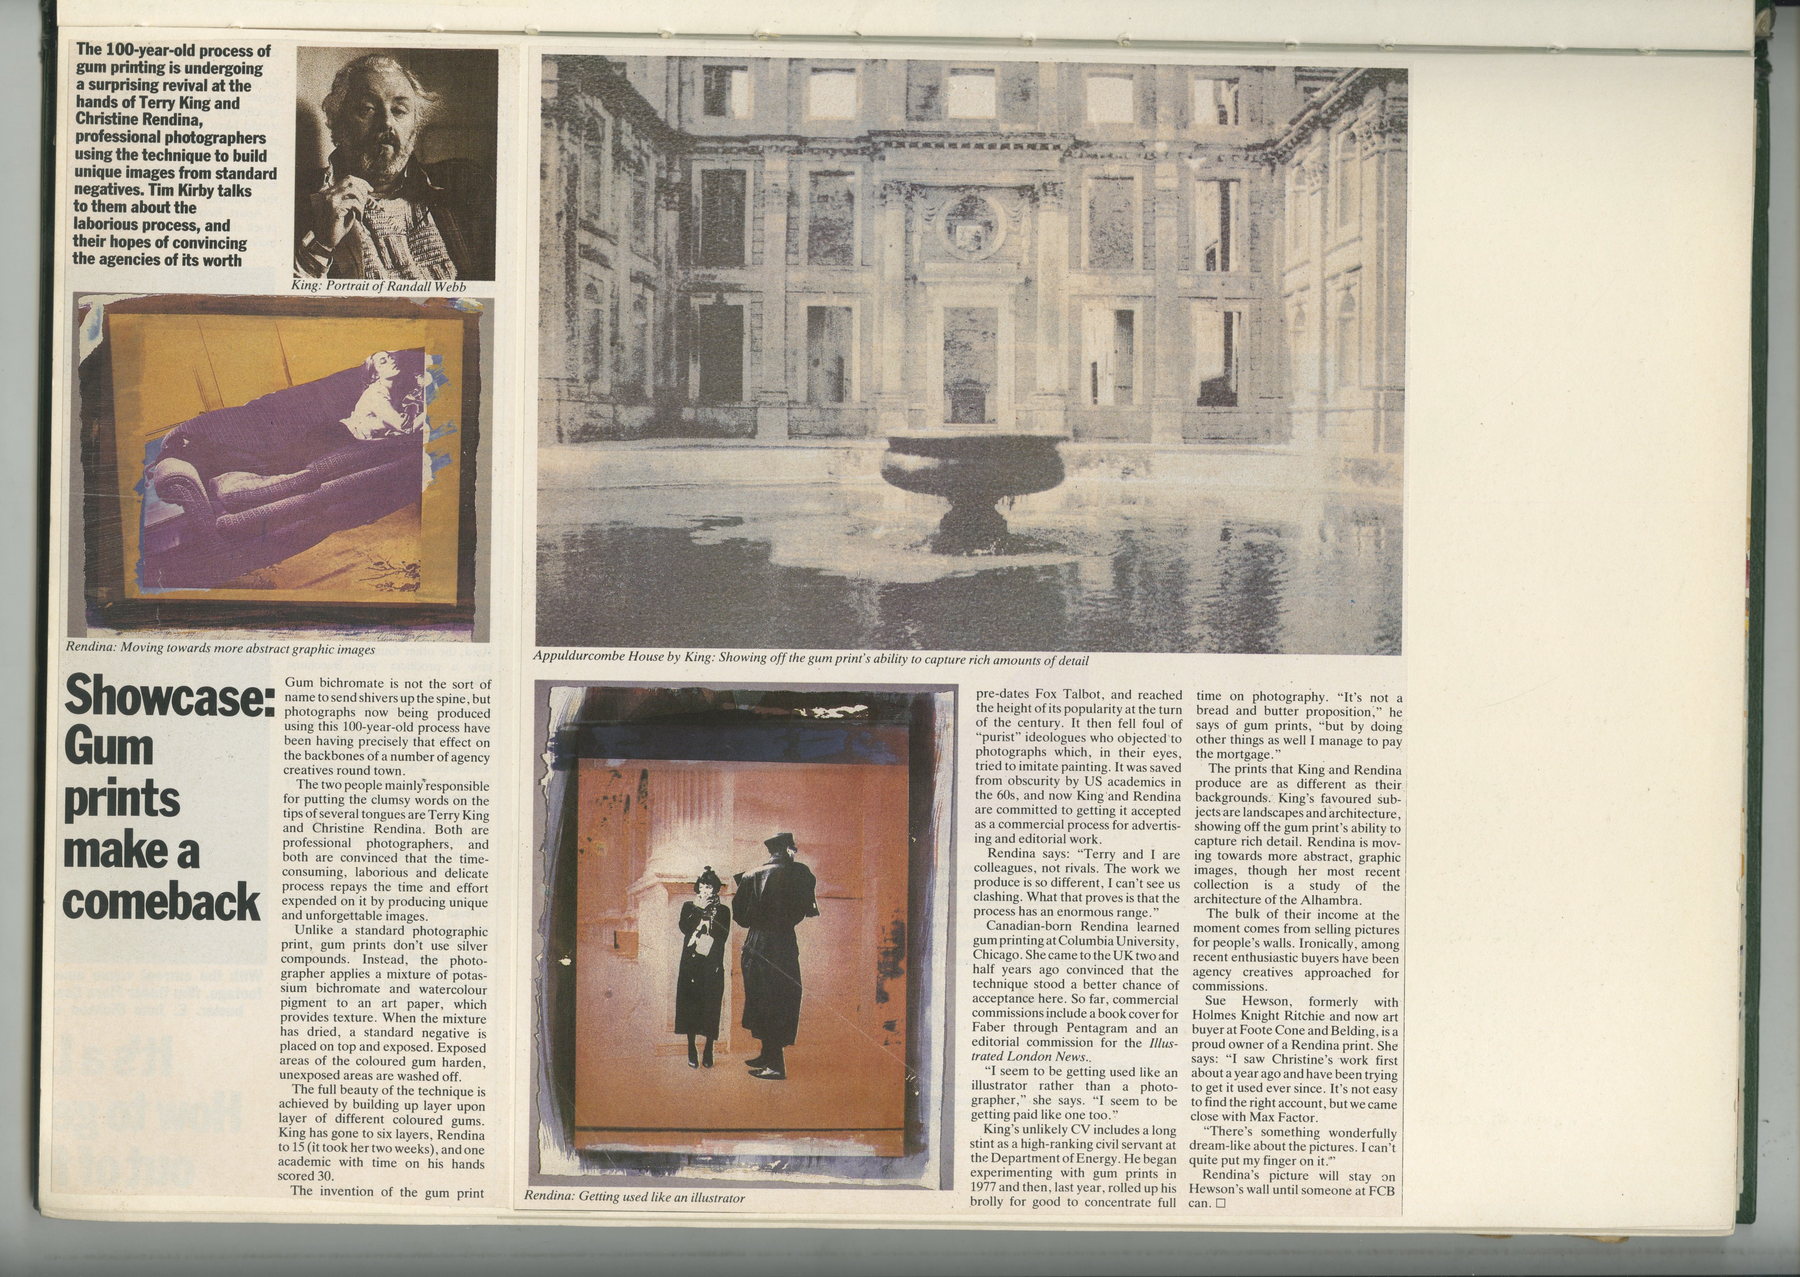 The 100-year-old process of
gum printing is undergoing
a surprising revival at the
hands of Terry King and
Christine Rendina,
professional photographers
using the technique to build
unique images from standard
negatives. Tim Kirby talks
to them about the
laborious process, and
their hopes of convincing
the agencies of its worth
King: Portrait of Randall Webb
Rendina: Moving towards more abstract graphic images
Appuldurcombe House by King: Showing off the gum print's ability to capture rich amounts of detail
Showcase:
Gum
prints
make a
comeback
Gum bichromate is not the sort of
name to send shivers up the spine, but
photographs now being produced
using this 100-year-old process have
been having precisely that effect on
the backbones of a number of agency
creatives round town.
The two people mainly responsible
for putting the clumsy words on the
tips of several tongues are Terry King
and Christine Rendina. Both are
professional photographers, and
both are convinced that the time-
consuming, laborious and delicate
process repays the time and effort
expended on it by producing unique
and unforgettable images.
Unlike a standard photographic
print, gum prints don't use silver
compounds. Instead, the photo-
grapher applies a mixture of potas-
sium bichromate and watercolour
pigment to an art paper, which
provides texture. When the mixture
has dried, a standard negative is
placed on top and exposed. Exposed
areas of the coloured gum harden,
unexposed areas are washed off.
The full beauty of the technique is
achieved by building up layer upon
layer of different coloured gums.
King has gone to six layers, Rendina
to 15 (it took her two weeks), and one
academic with time on his hands
scored 30.
The invention of the gum print
Rendina: Getting used like an illustrator
pre-dates Fox Talbot, and reached
the height of its popularity at the turn
of the century. It then fell foul of
"purist" ideologues who objected to
photographs which, in their eyes,
tried to imitate painting. It was saved
from obscurity by US academics in
the 60s, and now King and Rendina
are committed to getting it accepted
as a commercial process for advertis-
ing and editorial work.
Rendina says: "Terry and I are
colleagues, not rivals. The work we
produce is so different, I can't see us
clashing. What that proves is that the
process has an enormous range."
Canadian-born Rendina learned
gum printing at Columbia University,
Chicago. She came to the UK two and
half years ago convinced that the
technique stood a better chance of
acceptance here. So far, commercial
commissions include a book cover for
Faber through Pentagram and an
editorial commission for the Illus-
trated London News..
"I seem to be getting used like an
illustrator rather than a photo-
grapher," she says. "I seem to be
getting paid like one too."
King's unlikely CV includes a long
stint as a high-ranking civil servant at
the Department of Energy. He began
experimenting with gum prints in
1977 and then, last year, rolled up his
brolly for good to concentrate full
time on photography. "It's not a
bread and butter proposition," he
says of gum prints, "but by doing
other things as well I manage to pay
the mortgage."
The prints that King and Rendina
produce are as different as their
backgrounds. King's favoured sub-
jects are landscapes and architecture,
showing off the gum print's ability to
capture rich detail. Rendina is mov-
ing towards more abstract, graphic
images, though her most recent
collection is a study of the
architecture of the Alhambra.
The bulk of their income at the
moment comes from selling pictures
for people's walls. Ironically, among
recent enthusiastic buyers have been
agency creatives approached for
commissions.
Sue Hewson, formerly with
Holmes Knight Ritchie and now art
buyer at Foote Cone and Belding, is a
proud owner of a Rendina print. She
says: "I saw Christine's work first
about a year ago and have been trying
to get it used ever since. It's not easy
to find the right account, but we came
close with Max Factor.
"There's something wonderfully
dream-like about the pictures. I can't
quite put my finger on it."
Rendina's picture will stay on
Hewson's wall until someone at FCB
can. □